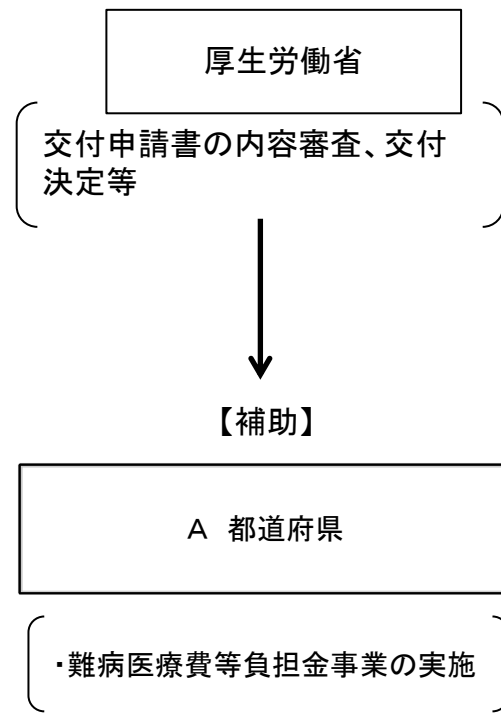 厚生労働省
交付申請書の内容審査、交付
決定等
【補助】
A 都道府県
・難病医療費等負担金事業の実施